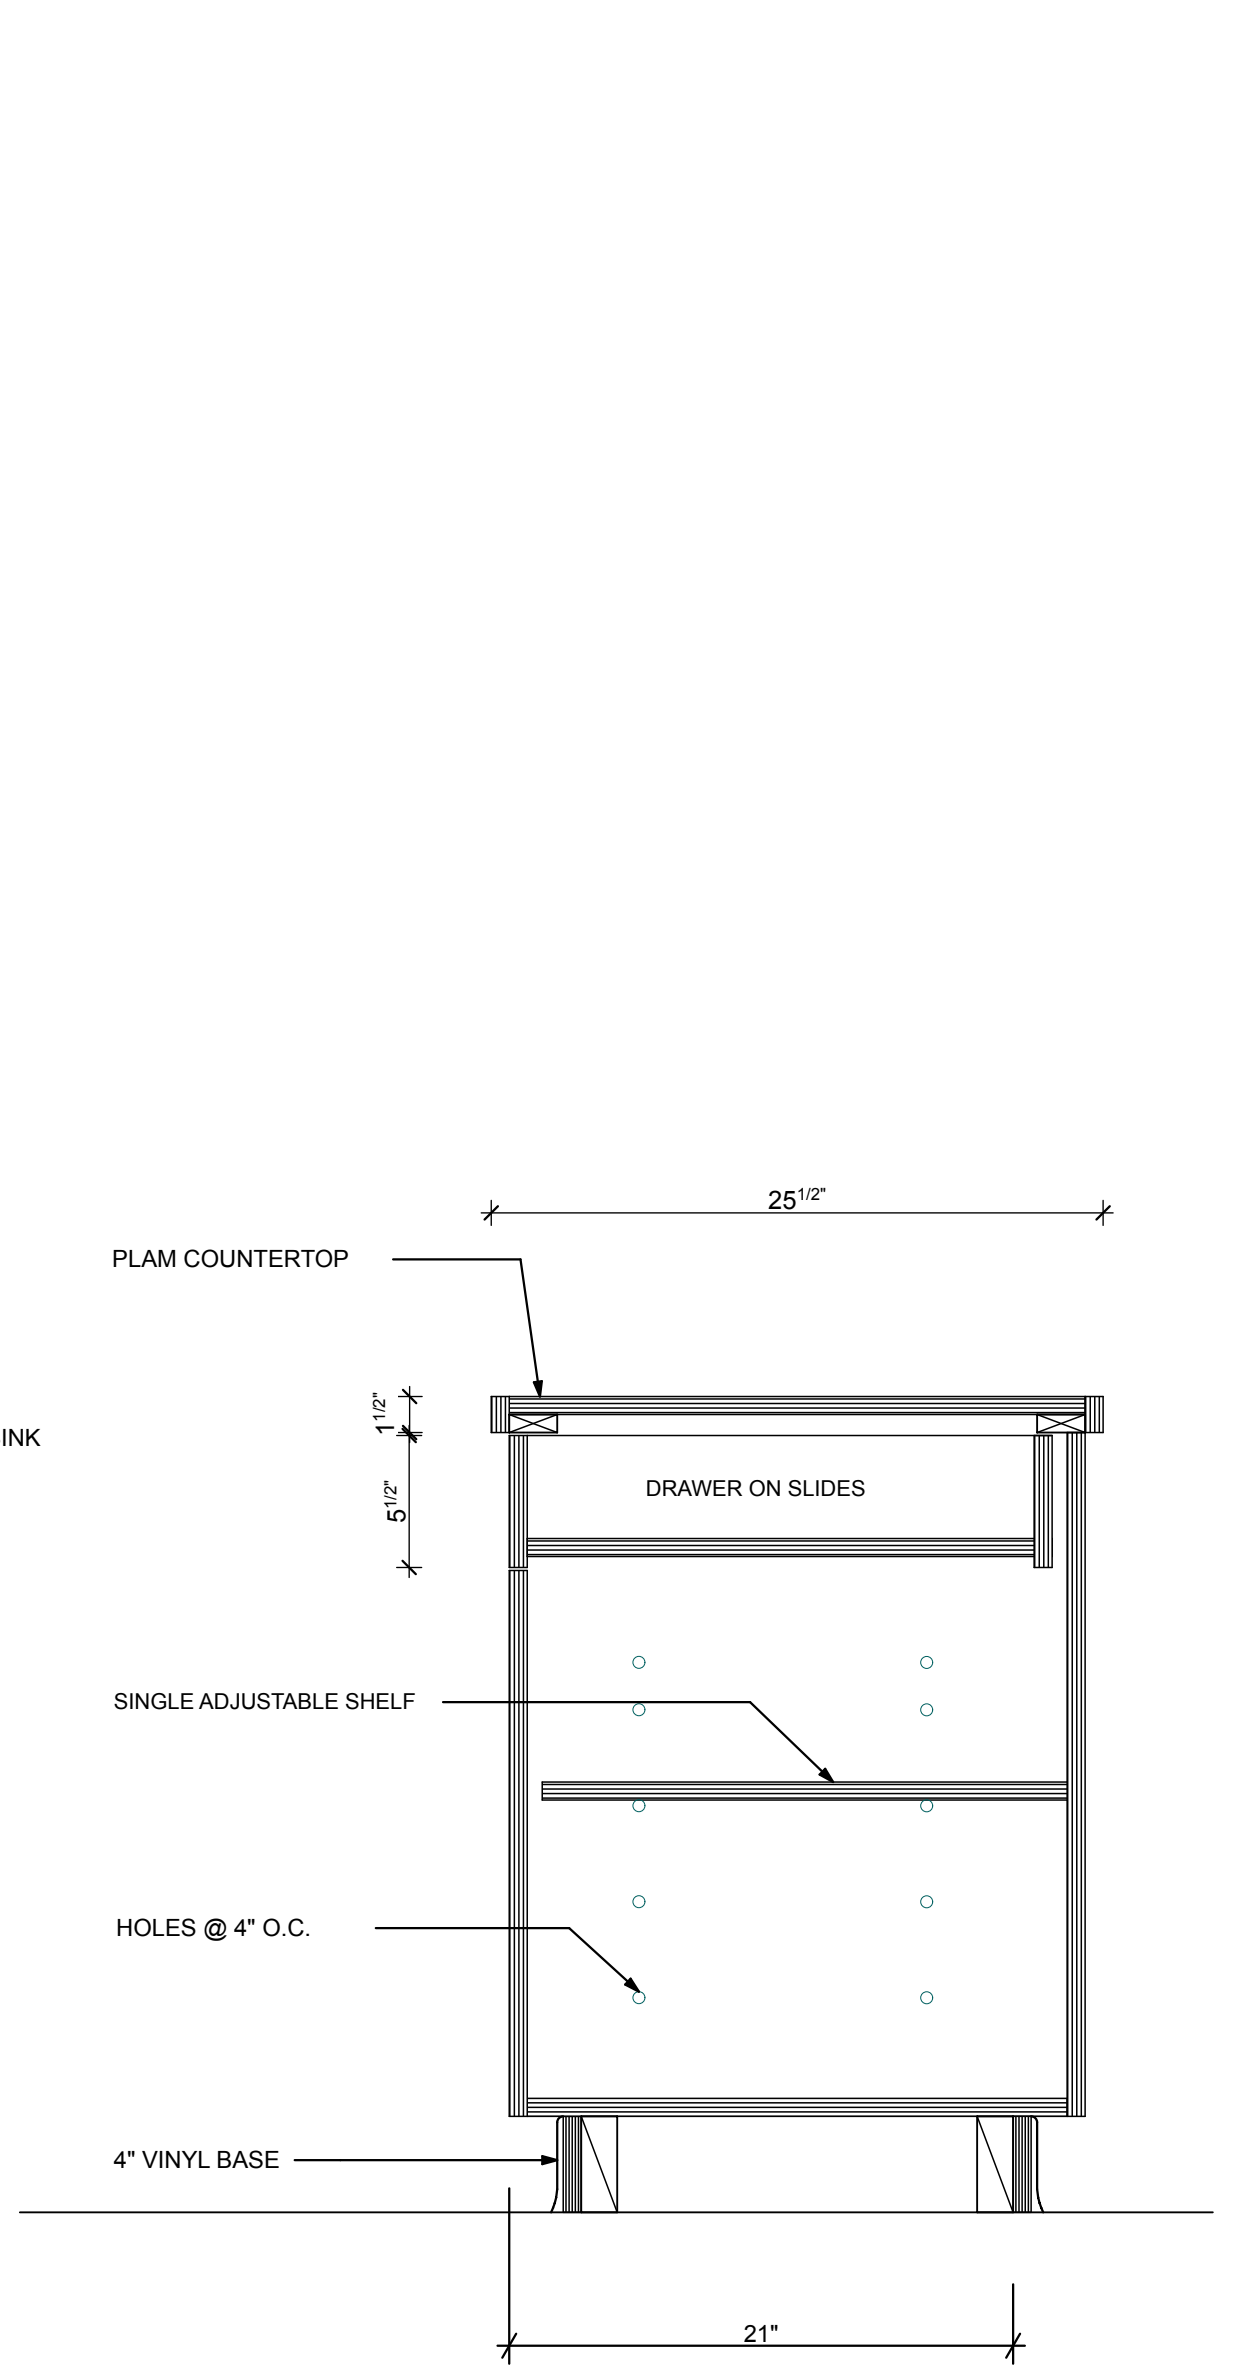 25 1/2"
PLAM COUNTERTOP
1 1/2"
INK
5 1/2"
DRAWER ON SLIDES
SINGLE ADJUSTABLE SHELF
HOLES @ 4" O.C.
4" VINYL BASE
21"